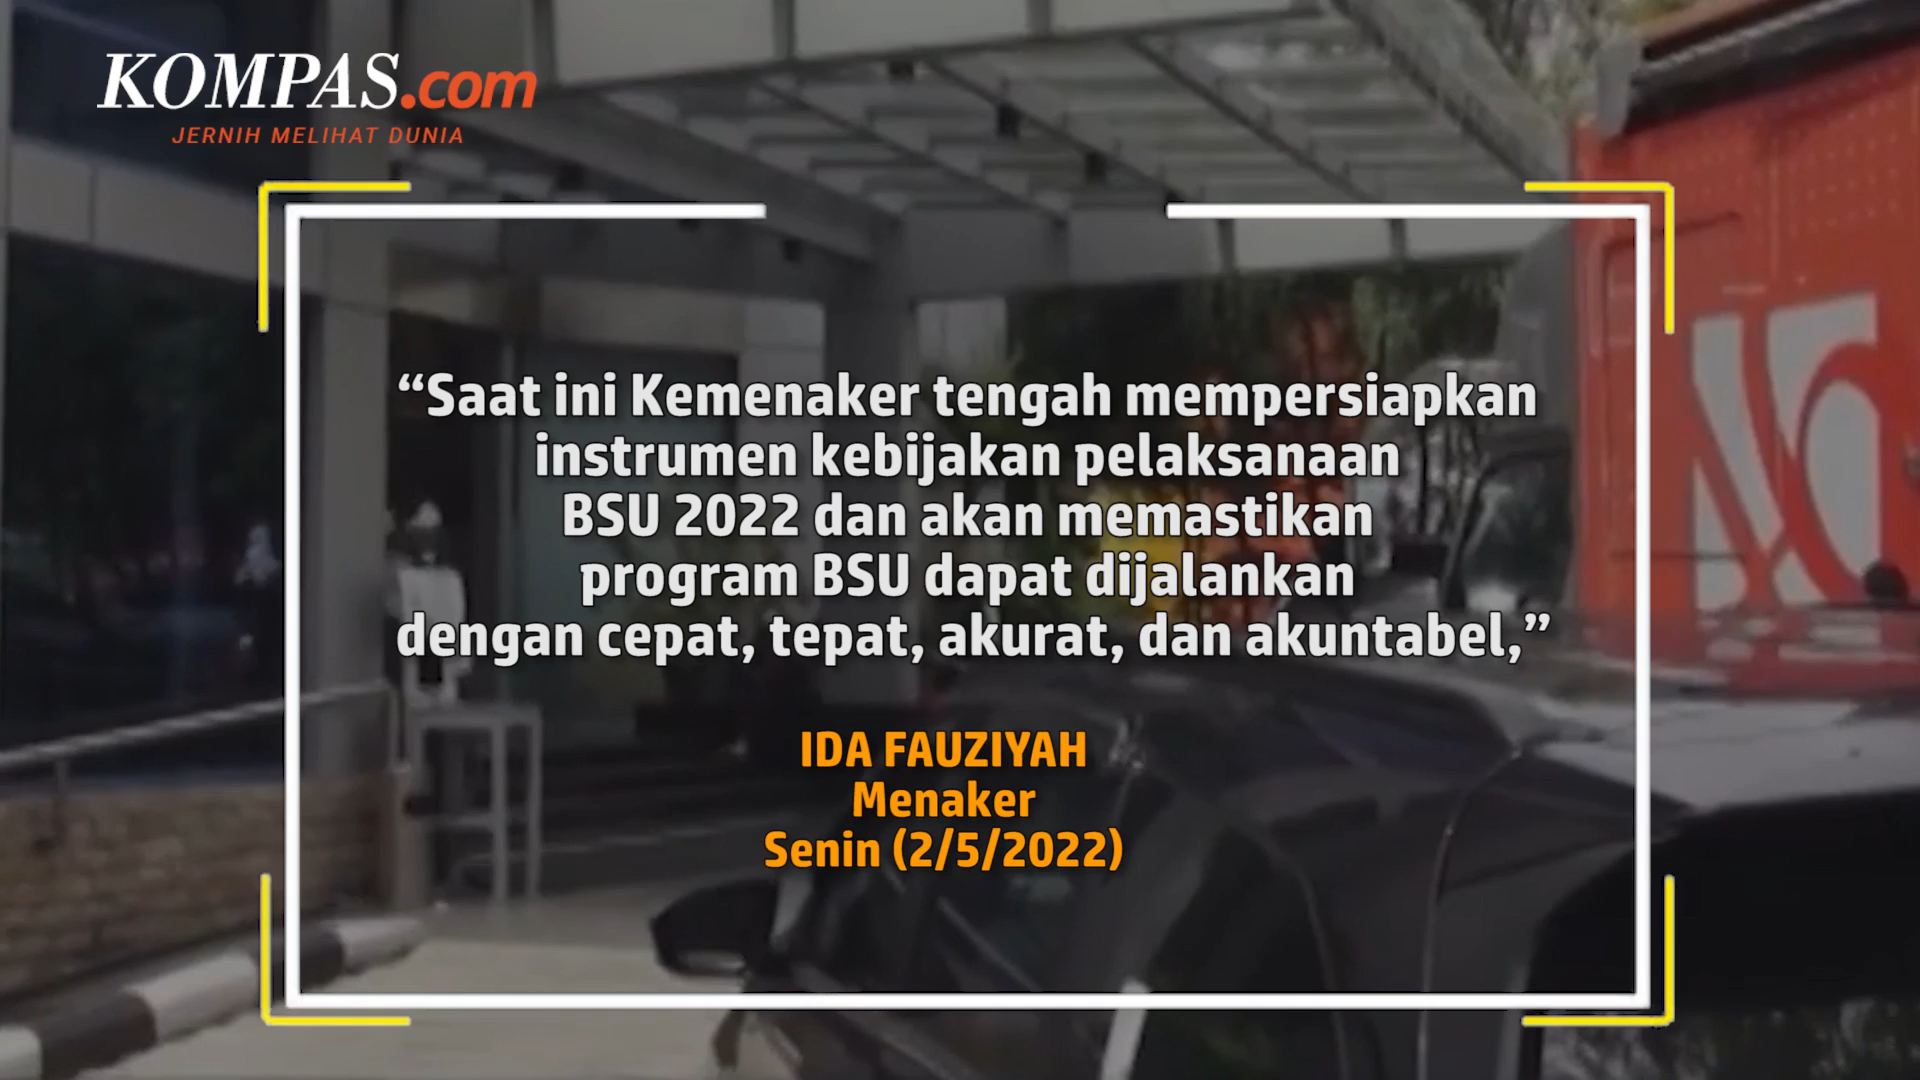 KOMPAS.com
JERNIH MELIHAT DUNIA
“Saat ini Kemenaker tengah mempersiapkan
instrumen kebijakan pelaksanaan
BSU 2022 dan akan memastikan
program BSU dapat dijalankan
dengan cepat, tepat, akurat, dan akuntabel,”
IDA FAUZIYAH
Menaker
Senin (2/5/2022)